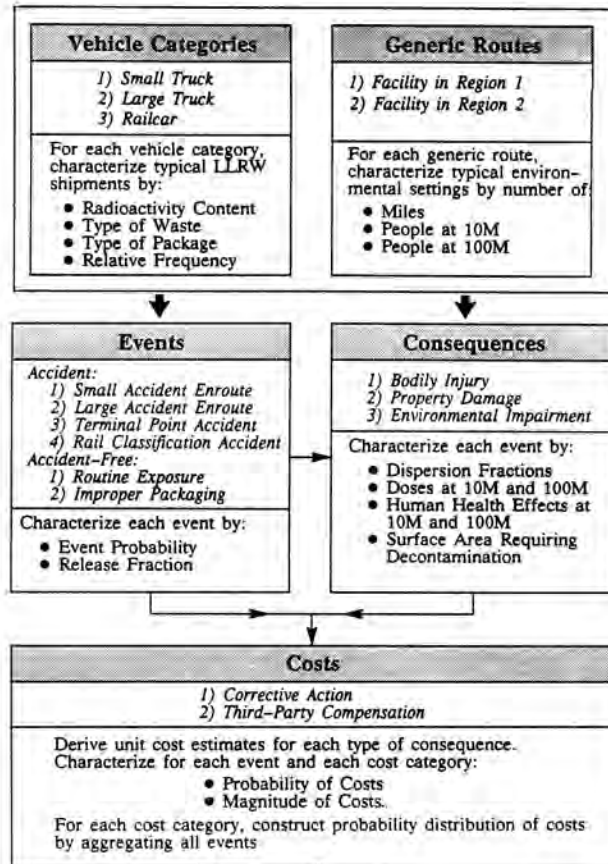 Vehicle Categories
1) Small Truck
2) Large Truck
3) Railcar
For each vehicle category,
characterize typical LLRW
shipments by:
● Radioactivity Content
● Type of Waste
● Type of Package
● Relative Frequency
Generic Routes
1) Facility in Region 1
2) Facility in Region 2
For each generic route,
characterize typical environ-
mental settings by number of:
● Miles
● People at 10M
● People at 100M
Events
Accident:
1) Small Accident Enroute
2) Large Accident Enroute
3) Terminal Point Accident
4) Rail Classification Accident
Accident-Free:
1) Routine Exposure
2) Improper Packaging
Characterize each event by:
● Event Probability
● Release Fraction
Consequences
1) Bodily Injury
2) Property Damage
3) Environmental Impairment
Characterize each event by:
● Dispersion Fractions
● Doses at 10M and 100M
● Human Health Effects at
10M and 100M
● Surface Area Requiring
Decontamination
Costs
1) Corrective Action
2) Third-Party Compensation
Derive unit cost estimates for each type of consequence.
Characterize for each event and each cost category:
● Probability of Costs
● Magnitude of Costs.
For each cost category, construct probability distribution of costs
by aggregating all events